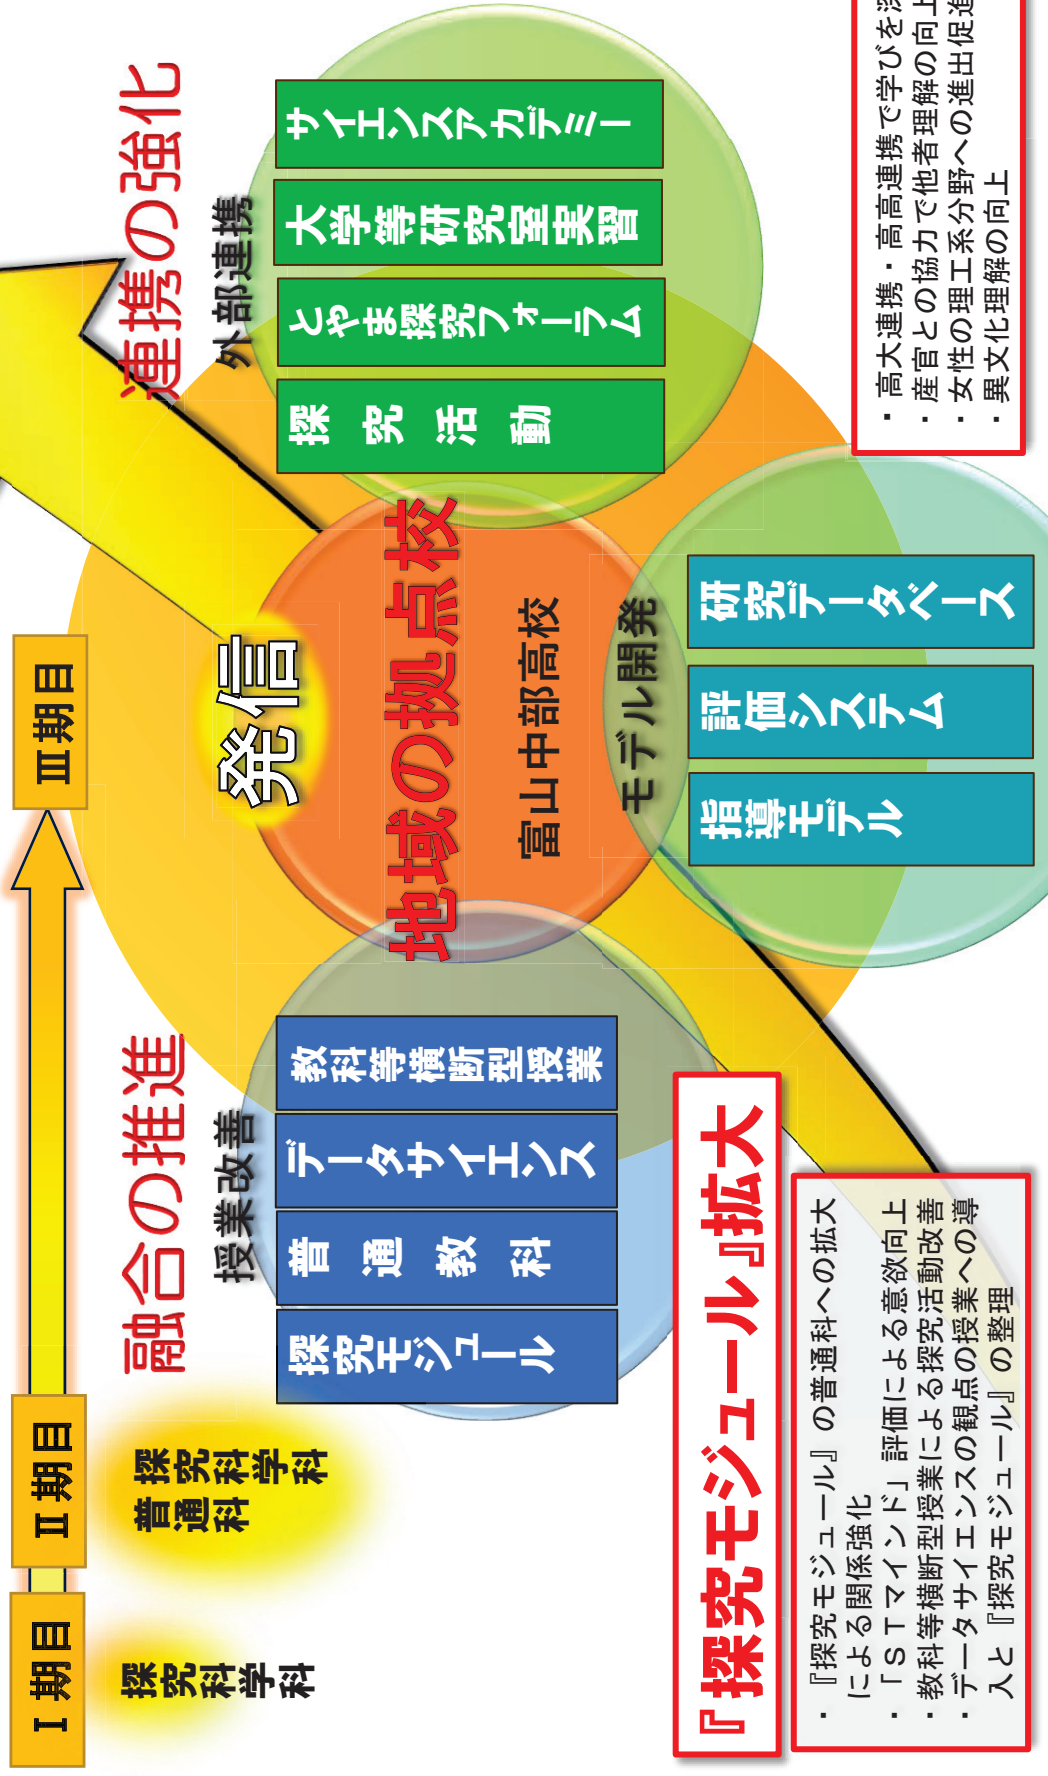 Ⅰ期目
Ⅱ期目
Ⅲ期目
探究科学科
探究科学科
普通科
融合の推進
授業改善
探究モジュール
普通教科
データサイエンス
教科等横断型授業
発信
地域の拠点校
富山中部高校
連携の強化
外部連携
探究活動
とやま探究フォーラム
大学等研究室実習
サイエンスアカデミー
モデル開発
指導モデル
評価システム
研究データベース
『探究モジュール』拡大
・『探究モジュール』の普通科への拡大
による関係強化
・「ＳＴマインド」評価による意欲向上
・教科等横断型授業による探究活動改善
・データサイエンスの観点の授業への導
入と『探究モジュール』の整理
・高大連携・高高連携で学びを深
・産官との協力で他者理解の向上
・女性の理工系分野への進出促進
・異文化理解の向上